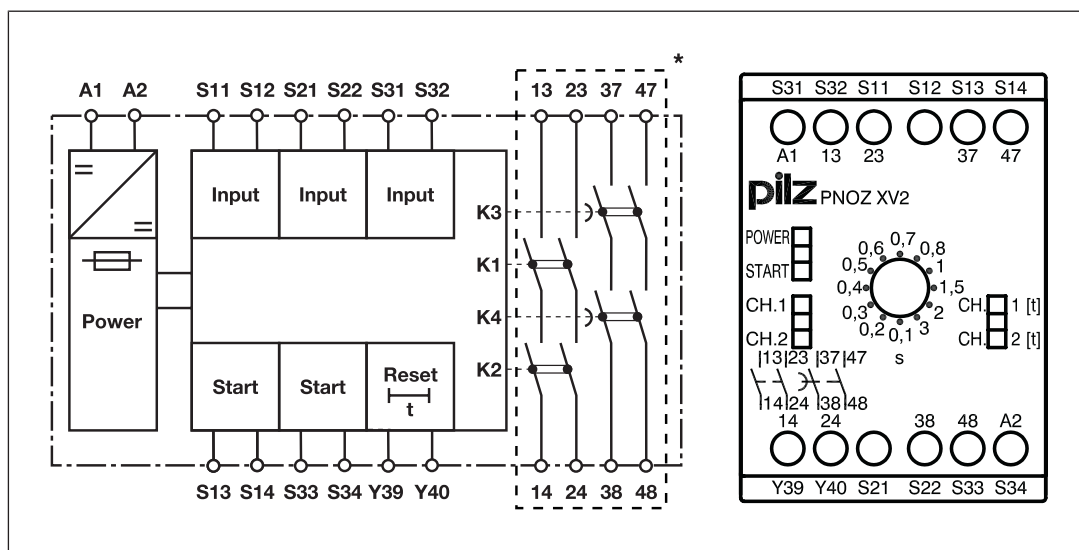 *
A1 A2 S11 S12 S21 S22 S31 S32 13 23 37 47
Input Input Input
K3
K1
K4
K2
Power
Start Start Reset
t
S13 S14 S33 S34 Y39 Y40 14 24 38 48
S31 S32 S11 S12 S13 S14
A1 13 23 37 47
pilz PNOZ XV2
POWER
START
CH.1
CH.2
0,7
0,6 0,8
0,5 1
0,4 1,5
0,3 2
0,2 3
0,1
s
CH. 1 [t]
CH. 2 [t]
13 23 37 47
14 24 38 48
14 24 38 48 A2
Y39 Y40 S21 S22 S33 S34